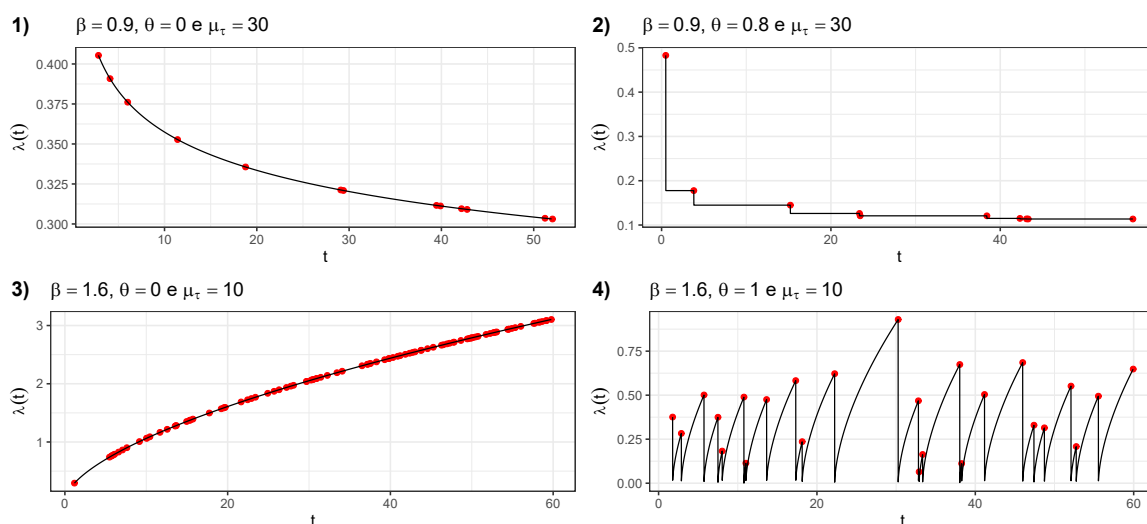 1) β = 0.9, θ = 0 e μτ = 30
λ(t)
0.400
0.375
0.350
0.325
0.300
10 20 30 40 50
t
2) β = 0.9, θ = 0.8 e μτ = 30
λ(t)
0.5
0.4
0.3
0.2
0.1
0 20 40
t
3) β = 1.6, θ = 0 e μτ = 10
λ(t)
3
2
1
0 20 40 60
t
4) β = 1.6, θ = 1 e μτ = 10
λ(t)
0.75
0.50
0.25
0.00
0 20 40 60
t